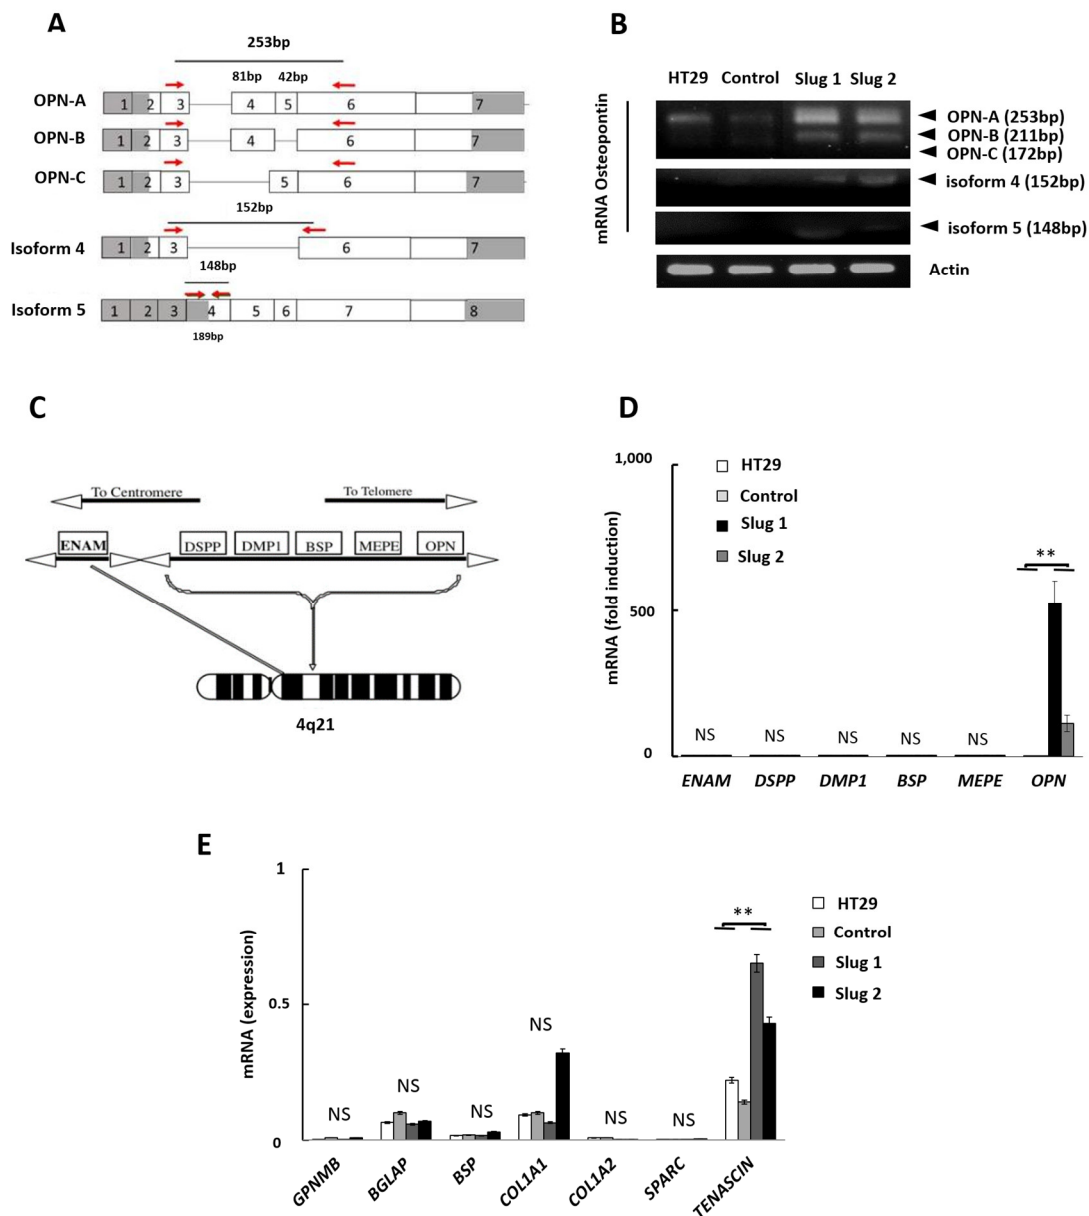 A
253bp
81bp 42bp
OPN-A 1 2 3 4 5 6 7
OPN-B 1 2 3 4 6 7
OPN-C 1 2 3 5 6 7
152bp
Isoform 4 1 2 3 6 7
148bp
Isoform 5 1 2 3 4 5 6 7 8
189bp
B
HT29 Control Slug 1 Slug 2
mRNA Osteopontin
OPN-A (253bp)
OPN-B (211bp)
OPN-C (172bp)
isoform 4 (152bp)
isoform 5 (148bp)
Actin
C
To Centromere To Telomere
ENAM DSPP DMP1 BSP MEPE OPN
4q21
D
mRNA (fold induction)
1,000
500
0
HT29
Control
Slug 1
Slug 2
NS NS NS NS NS **
ENAM DSPP DMP1 BSP MEPE OPN
E
mRNA (expression)
1
0.5
0
HT29
Control
Slug 1
Slug 2
NS NS NS NS NS NS **
GPNMB BGLAP BSP COL1A1 COL1A2 SPARC TENASCIN